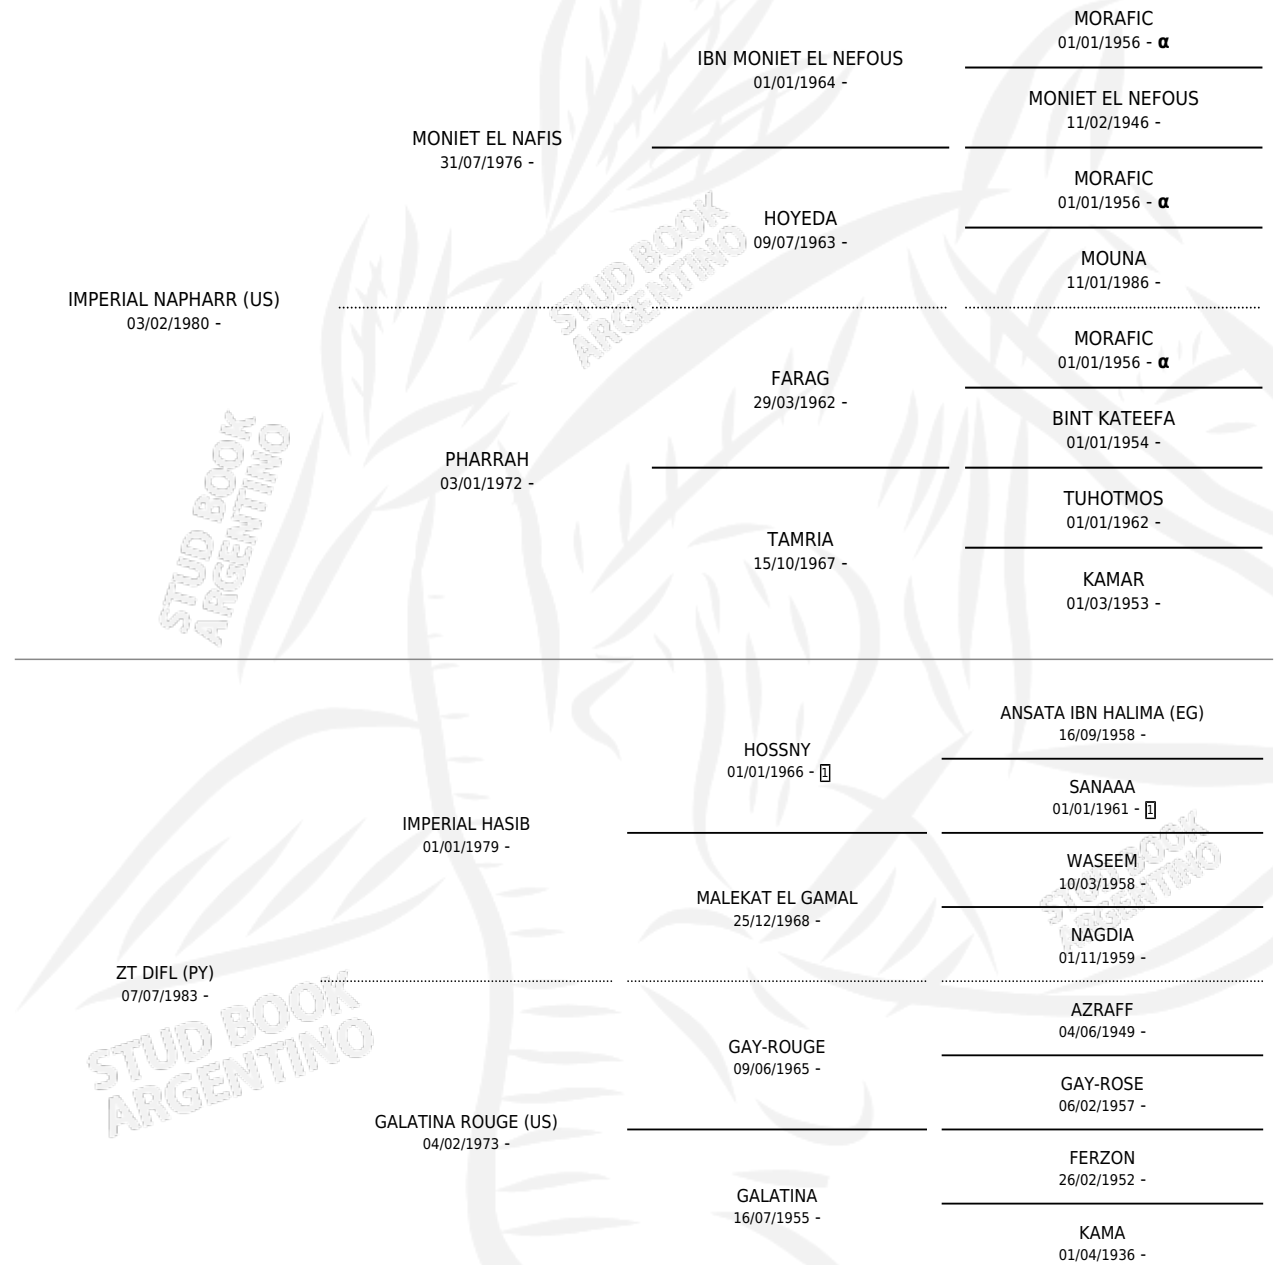 MORAFIC
01/01/1956 - α
IBN MONIET EL NEFOUS
01/01/1964 -
MONIET EL NEFOUS
11/02/1946 -
MONIET EL NAFIS
31/07/1976 -
MORAFIC
01/01/1956 - α
HOYEDA
09/07/1963 -
MOUNA
11/01/1986 -
IMPERIAL NAPHARR (US)
03/02/1980 -
MORAFIC
01/01/1956 - α
FARAG
29/03/1962 -
BINT KATEEFA
01/01/1954 -
PHARRAH
03/01/1972 -
TUHOTMOS
01/01/1962 -
TAMRIA
15/10/1967 -
KAMAR
01/03/1953 -
ANSATA IBN HALIMA (EG)
16/09/1958 -
HOSSNY
01/01/1966 - 1
SANAAA
01/01/1961 - 1
IMPERIAL HASIB
01/01/1979 -
WASEEM
10/03/1958 -
MALEKAT EL GAMAL
25/12/1968 -
NAGDIA
01/11/1959 -
ZT DIFL (PY)
07/07/1983 -
AZRAFF
04/06/1949 -
GAY-ROUGE
09/06/1965 -
GAY-ROSE
06/02/1957 -
GALATINA ROUGE (US)
04/02/1973 -
FERZON
26/02/1952 -
GALATINA
16/07/1955 -
KAMA
01/04/1936 -
STUD BOOK
ARGENTINO
STUD BOOK
ARGENTINO
STUD BOOK
ARGENTINO
STUD BOOK
ARGENTINO